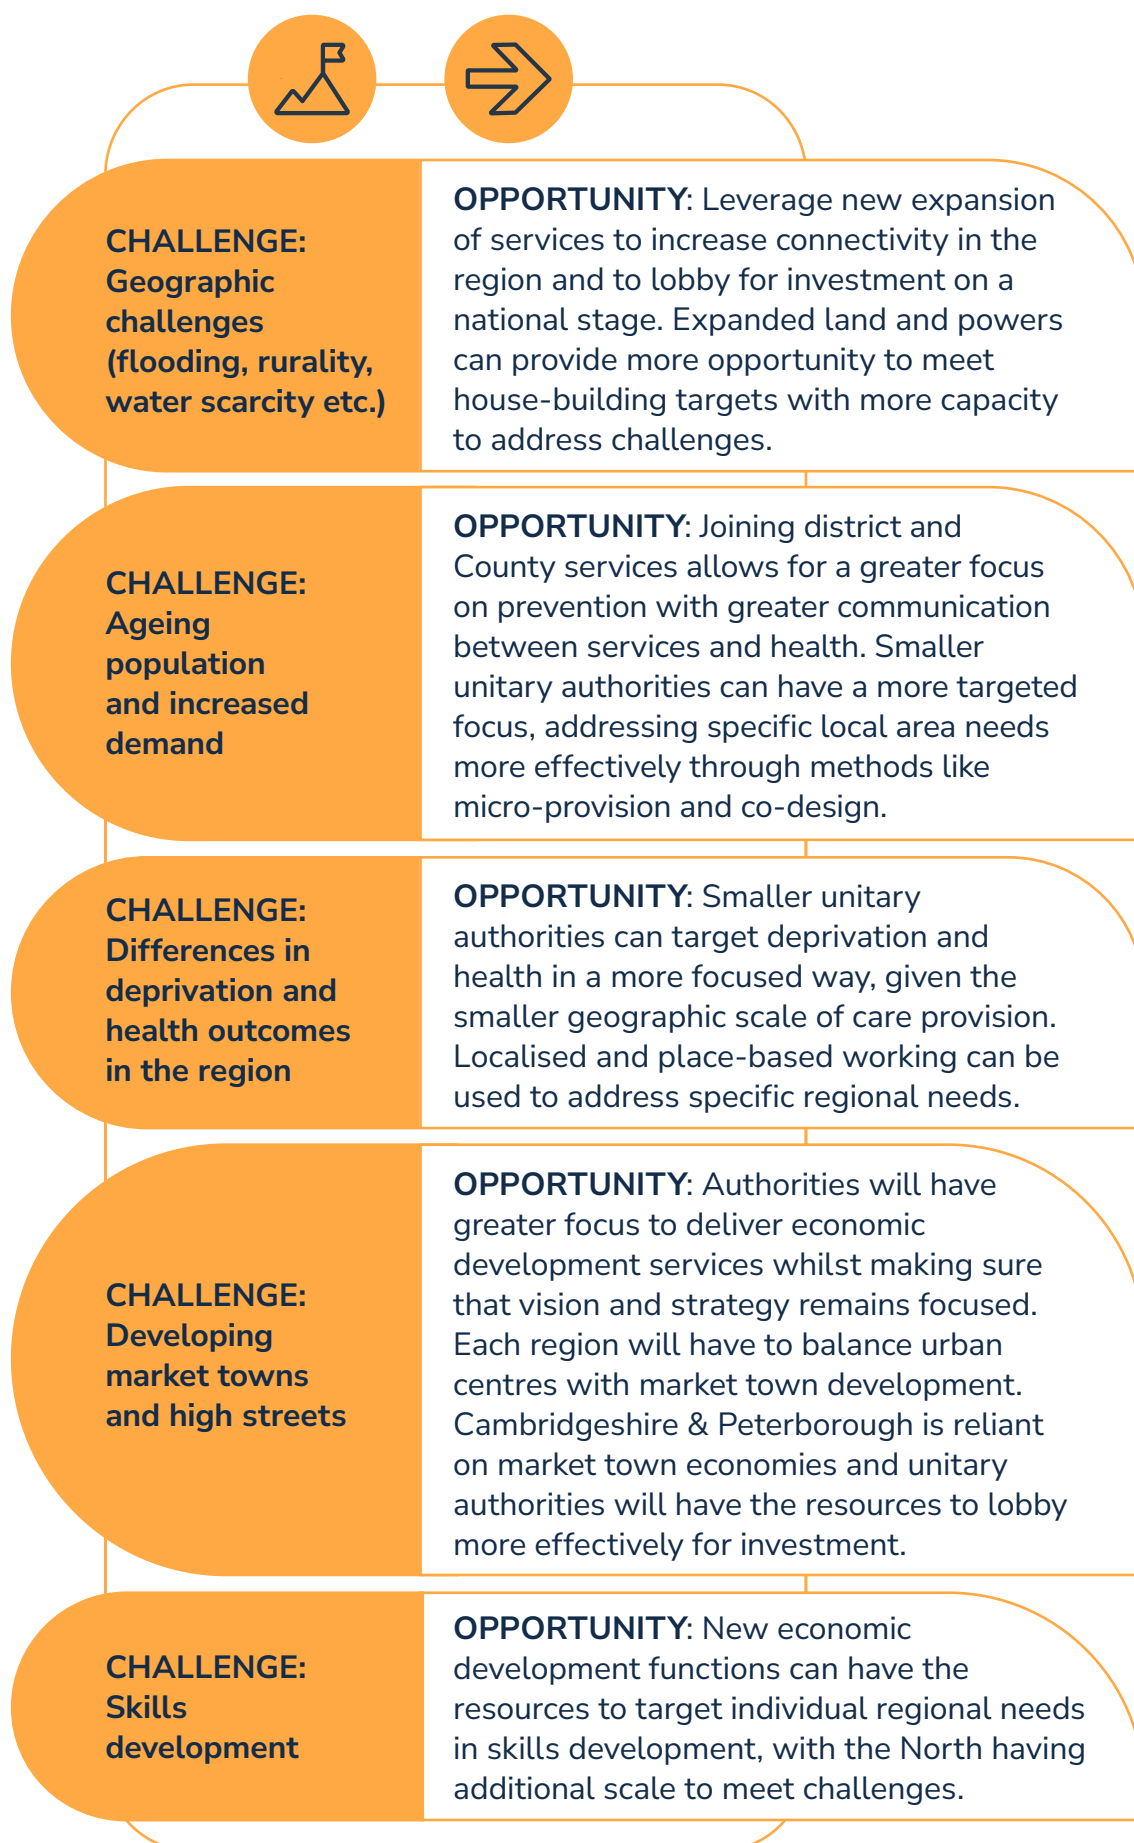 CHALLENGE:
Geographic
challenges
(flooding, rurality,
water scarcity etc.)
OPPORTUNITY: Leverage new expansion
of services to increase connectivity in the
region and to lobby for investment on a
national stage. Expanded land and powers
can provide more opportunity to meet
house-building targets with more capacity
to address challenges.
CHALLENGE:
Ageing
population
and increased
demand
OPPORTUNITY: Joining district and
County services allows for a greater focus
on prevention with greater communication
between services and health. Smaller
unitary authorities can have a more targeted
focus, addressing specific local area needs
more effectively through methods like
micro-provision and co-design.
CHALLENGE:
Differences in
deprivation and
health outcomes
in the region
OPPORTUNITY: Smaller unitary
authorities can target deprivation and
health in a more focused way, given the
smaller geographic scale of care provision.
Localised and place-based working can be
used to address specific regional needs.
CHALLENGE:
Developing
market towns
and high streets
OPPORTUNITY: Authorities will have
greater focus to deliver economic
development services whilst making sure
that vision and strategy remains focused.
Each region will have to balance urban
centres with market town development.
Cambridgeshire & Peterborough is reliant
on market town economies and unitary
authorities will have the resources to lobby
more effectively for investment.
CHALLENGE:
Skills
development
OPPORTUNITY: New economic
development functions can have the
resources to target individual regional needs
in skills development, with the North having
additional scale to meet challenges.